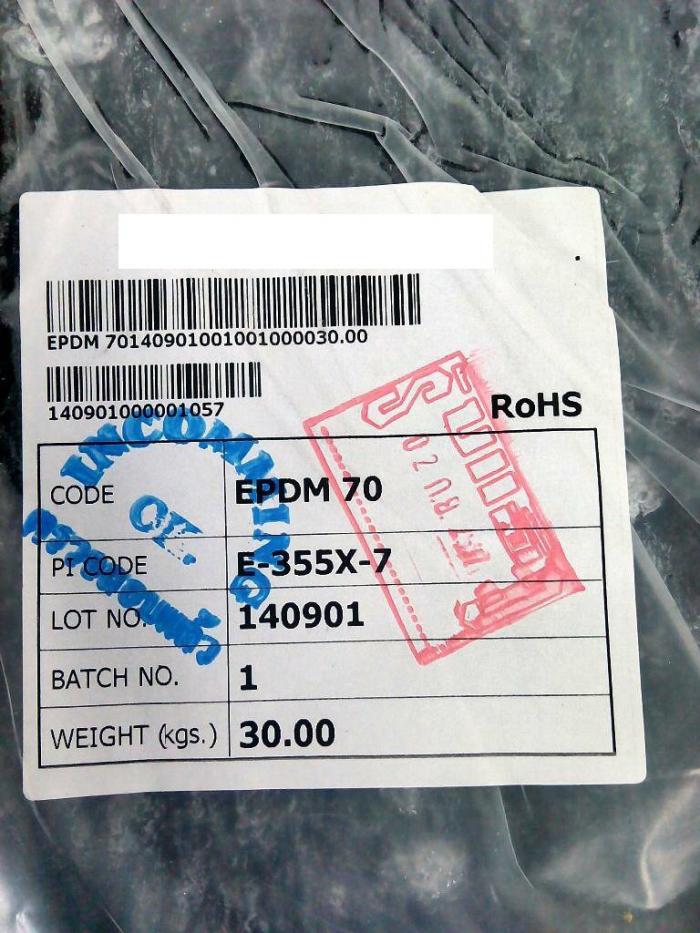 EPDM 701409010010010000030.00
140901000001057
RoHS
INCOMMING
OK
CODE EPDM 70
PI CODE E-355X-7
LOT NO. 140901
BATCH NO. 1
WEIGHT (kgs.) 30.00